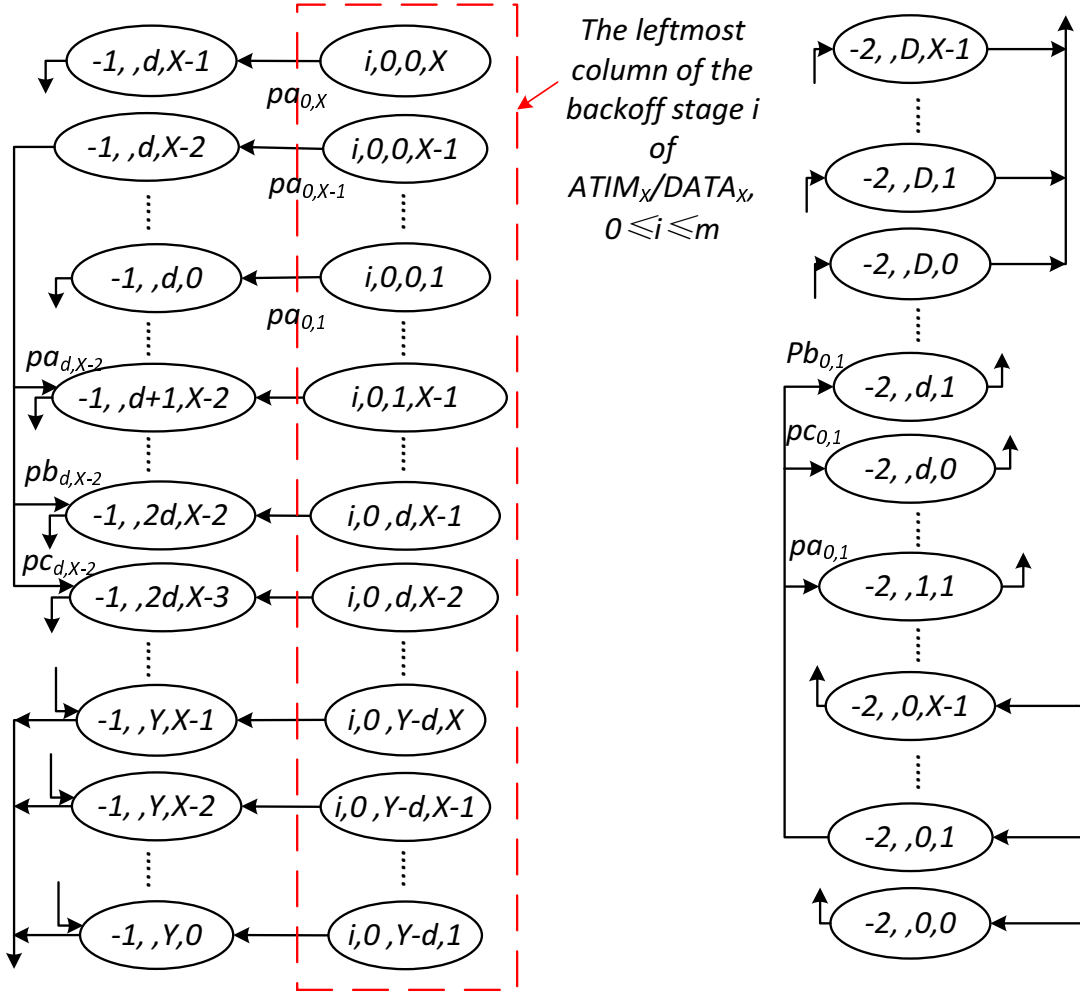 -1, ,d,X-1
i,0,0,X
pa0,X
-1, ,d,X-2
i,0,0,X-1
pa0,X-1
-1, ,d,0
i,0,0,1
pa0,1
pad,X-2
-1, ,d+1,X-2
i,0,1,X-1
pbd,X-2
-1, ,2d,X-2
i,0 ,d,X-1
pcd,X-2
-1, ,2d,X-3
i,0 ,d,X-2
-1, ,Y,X-1
i,0 ,Y-d,X
-1, ,Y,X-2
i,0 ,Y-d,X-1
-1, ,Y,0
i,0 ,Y-d,1
The leftmost
column of the
backoff stage i
of
ATIMX/DATAX,
0≤i≤m
-2, ,D,X-1
-2, ,D,1
-2, ,D,0
Pb0,1
-2, ,d,1
pc0,1
-2, ,d,0
pa0,1
-2, ,1,1
-2, ,0,X-1
-2, ,0,1
-2, ,0,0